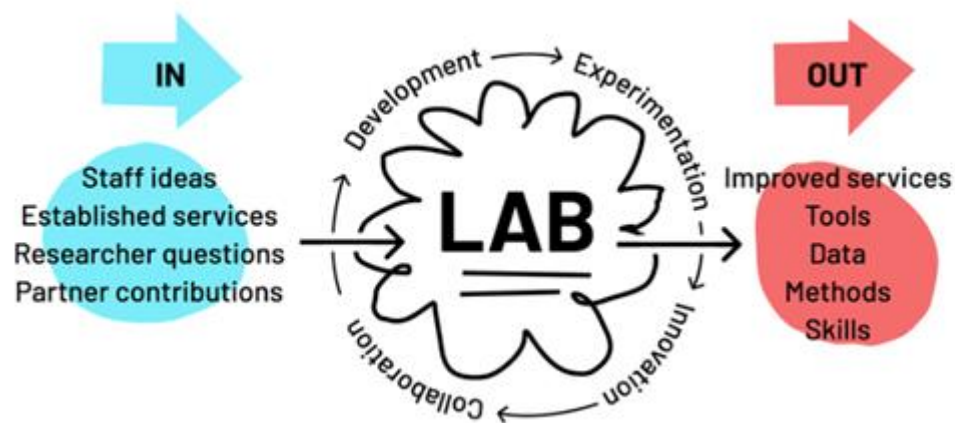 IN
Staff ideas
Established services
Researcher questions
Partner contributions
Development
Experimentation
Innovation
Collaboration
LAB
OUT
Improved services
Tools
Data
Methods
Skills